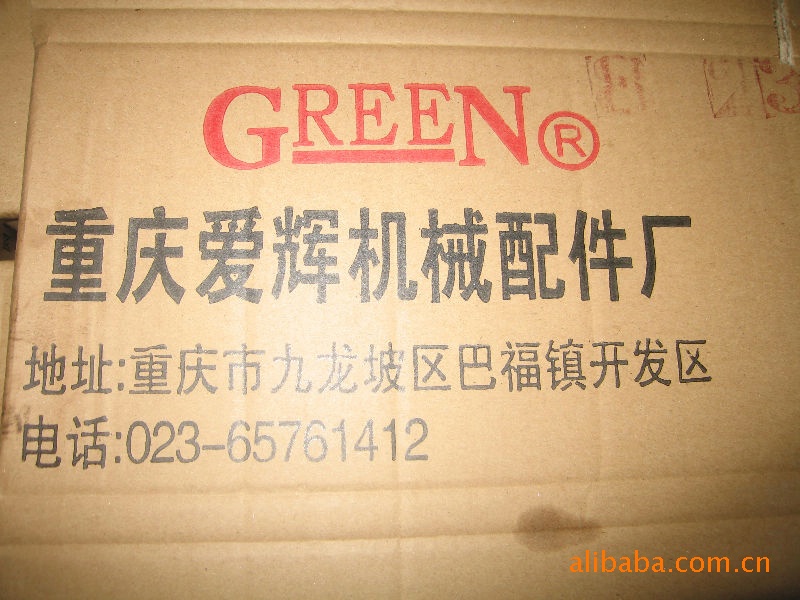 GREEN®
重庆爱辉机械配件厂
地址:重庆市九龙坡区巴福镇开发区
电话:023-65761412
alibaba.com.cn